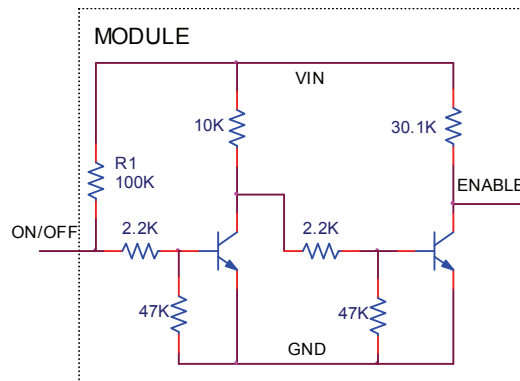 MODULE
VIN
10K
30.1K
R1
100K
ENABLE
ON/OFF
2.2K
2.2K
47K
47K
GND